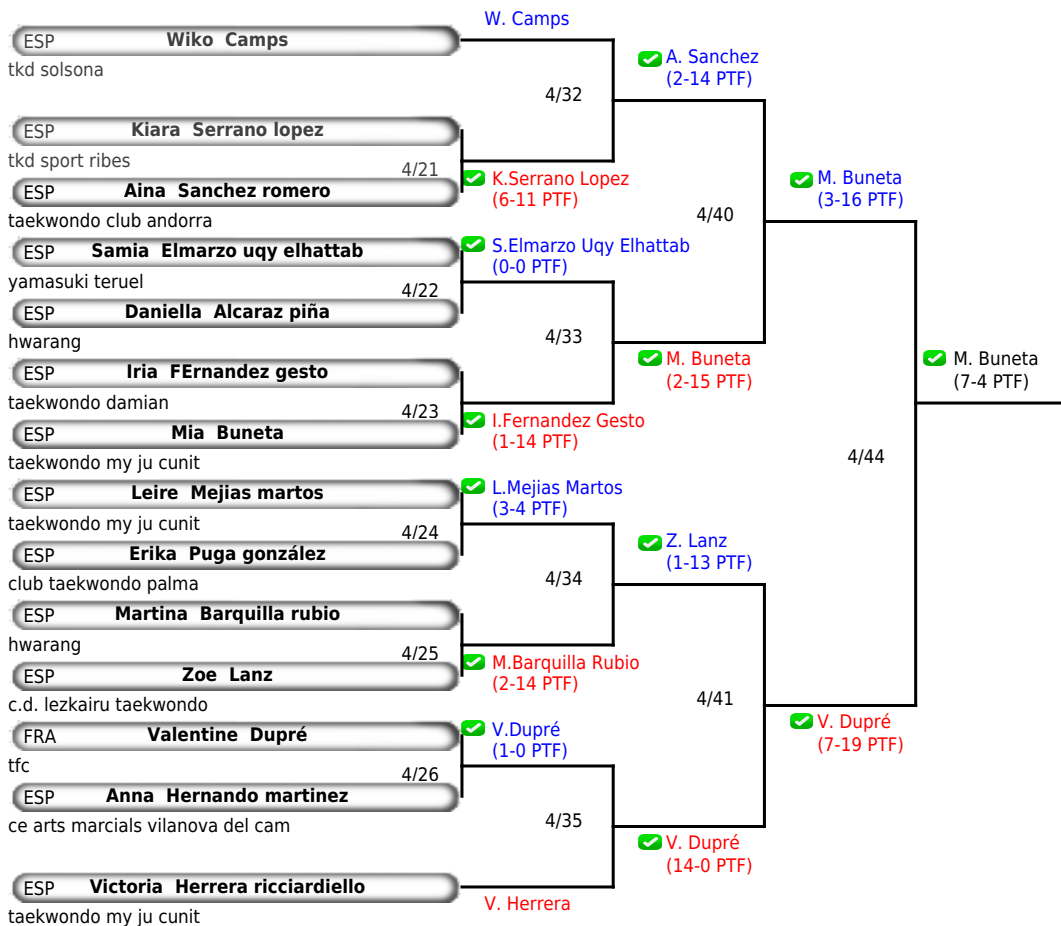 W. Camps
ESP Wiko Camps
tkd solsona
A. Sanchez
(2-14 PTF)
4/32
ESP Kiara Serrano lopez
tkd sport ribes
4/21
K.Serrano Lopez
(6-11 PTF)
ESP Aina Sanchez romero
taekwondo club andorra
M. Buneta
(3-16 PTF)
4/40
ESP Samia Elmarzo uqy elhattab
yamasuki teruel
S.Elmarzo Uqy Elhattab
(0-0 PTF)
4/22
ESP Daniella Alcaraz piña
hwarang
4/33
ESP Iria FErnandez gesto
taekwondo damian
M. Buneta
(2-15 PTF)
M. Buneta
(7-4 PTF)
4/23
ESP Mia Buneta
taekwondo my ju cunit
I.Fernandez Gesto
(1-14 PTF)
4/44
ESP Leire Mejias martos
taekwondo my ju cunit
L.Mejias Martos
(3-4 PTF)
4/24
ESP Erika Puga gonzález
club taekwondo palma
Z. Lanz
(1-13 PTF)
4/34
ESP Martina Barquilla rubio
hwarang
4/25
M.Barquilla Rubio
(2-14 PTF)
ESP Zoe Lanz
c.d. lezkairu taekwondo
4/41
FRA Valentine Dupré
tfc
V.Dupré
(1-0 PTF)
V. Dupré
(7-19 PTF)
4/26
ESP Anna Hernando martinez
ce arts marcials vilanova del cam
4/35
V. Dupré
(14-0 PTF)
ESP Victoria Herrera ricciardiello
taekwondo my ju cunit
V. Herrera